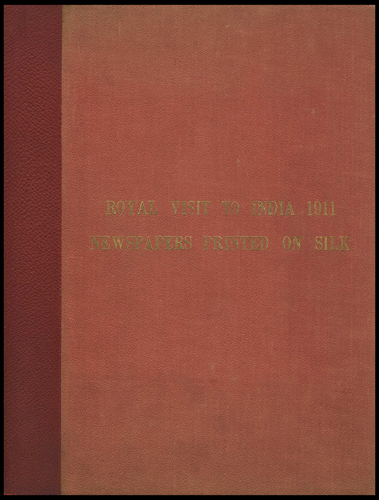 ROYAL VISIT TO INDIA 1911
NEWSPAPERS PRINTED ON SILK